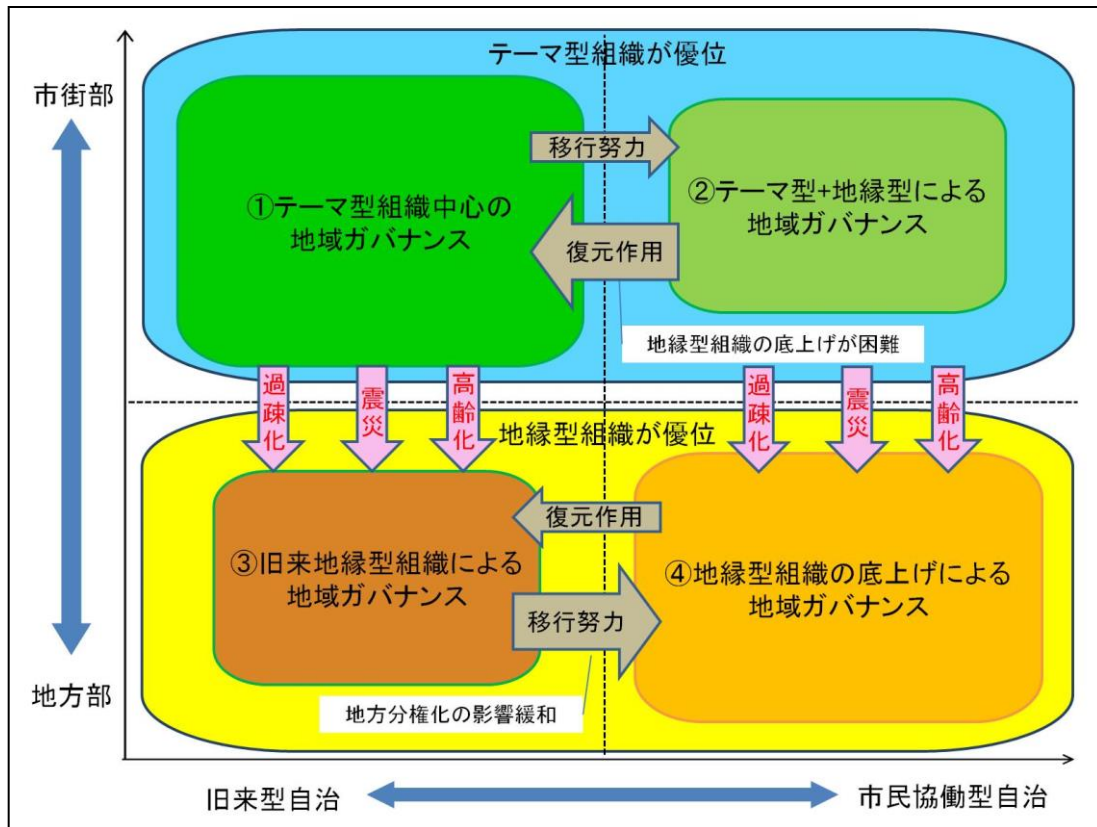 テーマ型組織が優位
市街部
移行努力
①テーマ型組織中心の
地域ガバナンス
②テーマ型+地縁型による
地域ガバナンス
復元作用
地縁型組織の底上げが困難
過疎化
震災
高齢化
過疎化
震災
高齢化
地縁型組織が優位
復元作用
③旧来地縁型組織による
地域ガバナンス
④地縁型組織の底上げによる
地域ガバナンス
移行努力
地方部
地方分権化の影響緩和
旧来型自治
市民協働型自治